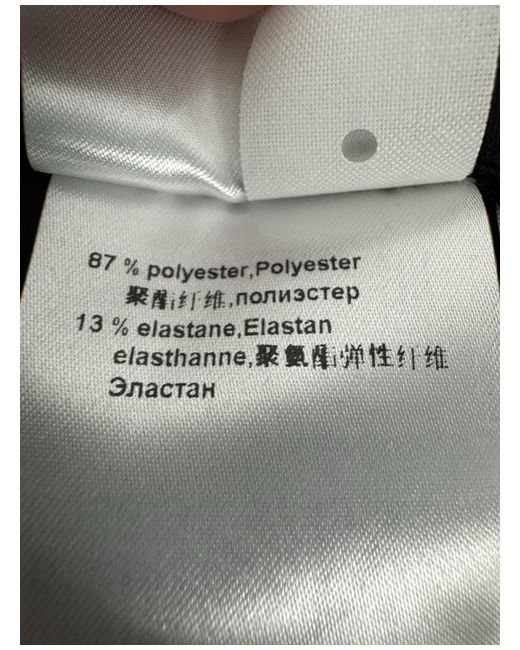 87 % polyester,Polyester
聚酯纤维,полиэстер
13 % elastane,Elastan
elasthanne,聚氨酯弹性纤维
Эластан